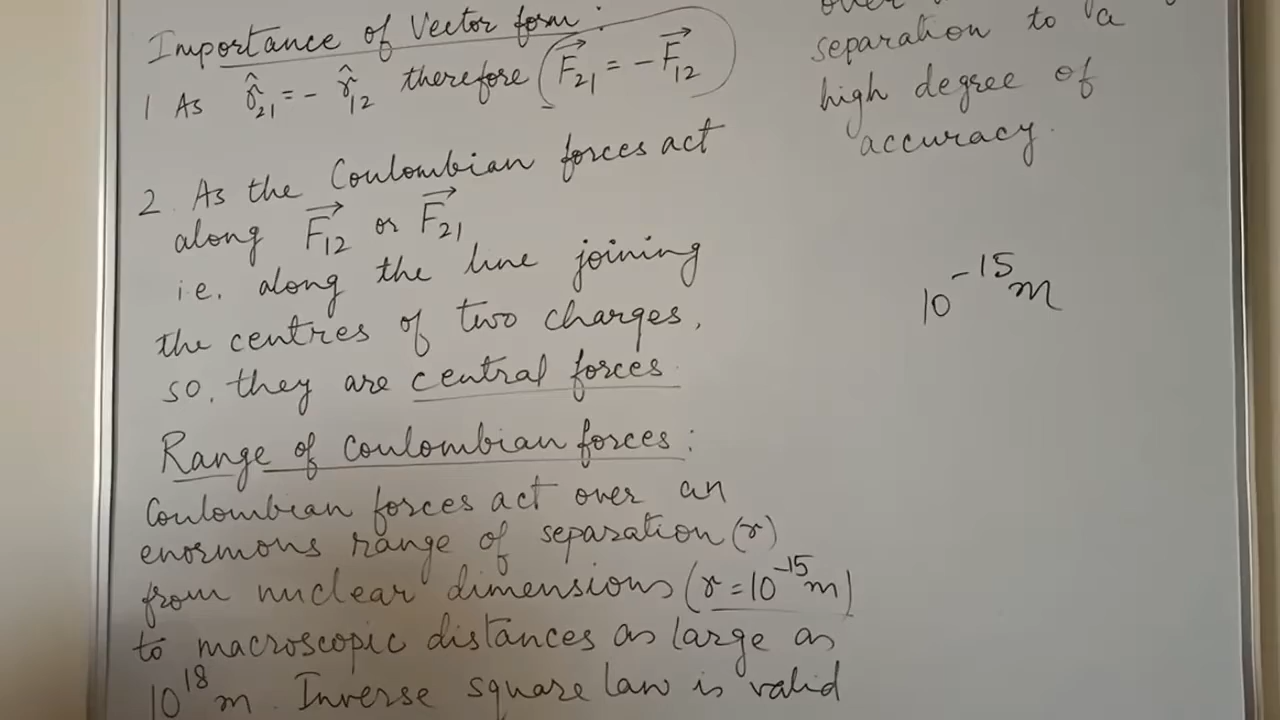 Importance of Vector form:
1 As r̂₂₁ = - r̂₁₂ therefore F⃗₂₁ = - F⃗₁₂
2. As the Coulombian forces act
along F⃗₁₂ or F⃗₂₁
i.e. along the line joining
the centres of two charges,
so, they are central forces.
Range of Coulombian forces:
Coulombian forces act over an
enormous range of separation (r)
from nuclear dimensions (r = 10⁻¹⁵ m)
to macroscopic distances as large as
10¹⁸ m. Inverse square law is valid
over
separation to a
high degree of
accuracy.
10⁻¹⁵ m